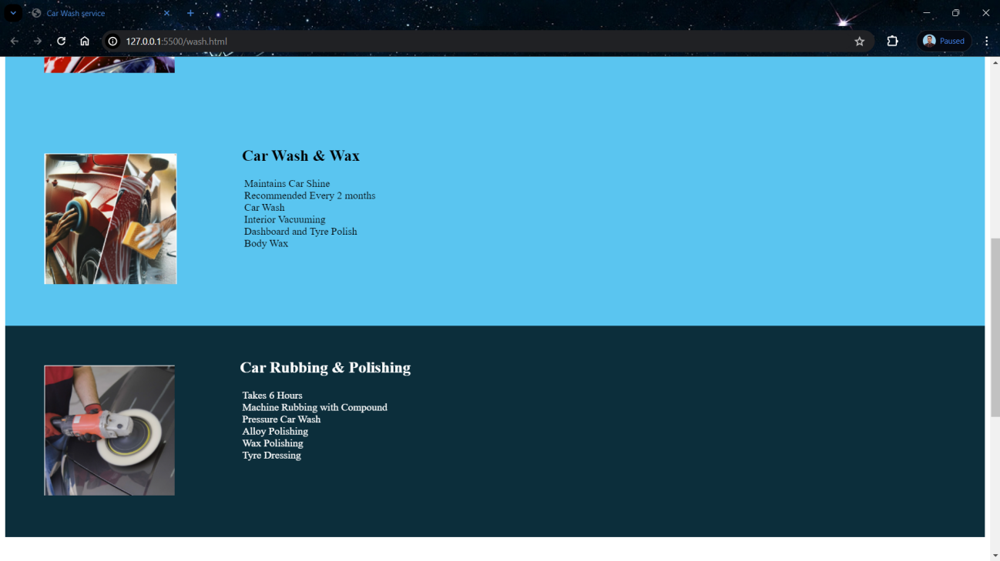 Car Wash service
127.0.0.1:5500/wash.html
Paused
Car Wash & Wax
Maintains Car Shine
Recommended Every 2 months
Car Wash
Interior Vacuuming
Dashboard and Tyre Polish
Body Wax
Car Rubbing & Polishing
Takes 6 Hours
Machine Rubbing with Compound
Pressure Car Wash
Alloy Polishing
Wax Polishing
Tyre Dressing